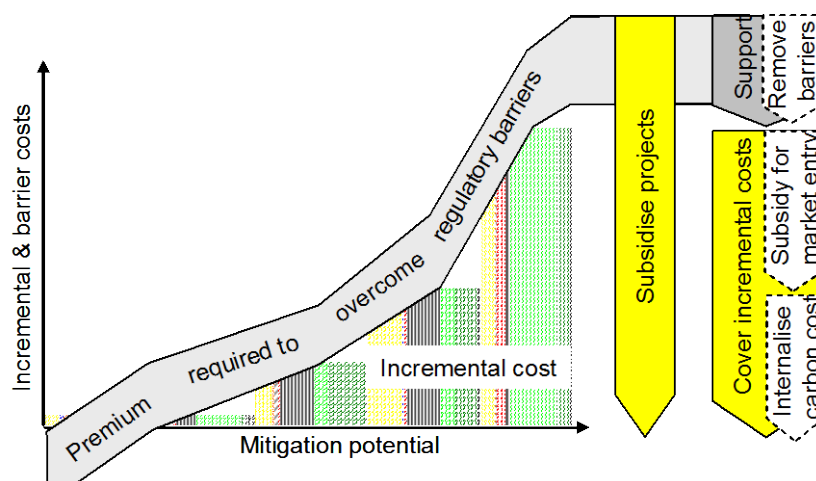 Incremental & barrier costs
Premium required to overcome regulatory barriers
Incremental cost
Mitigation potential
Subsidise projects
Support
Remove
barriers
Cover incremental costs
Subsidy for
market entry
Internalise
carbon cost